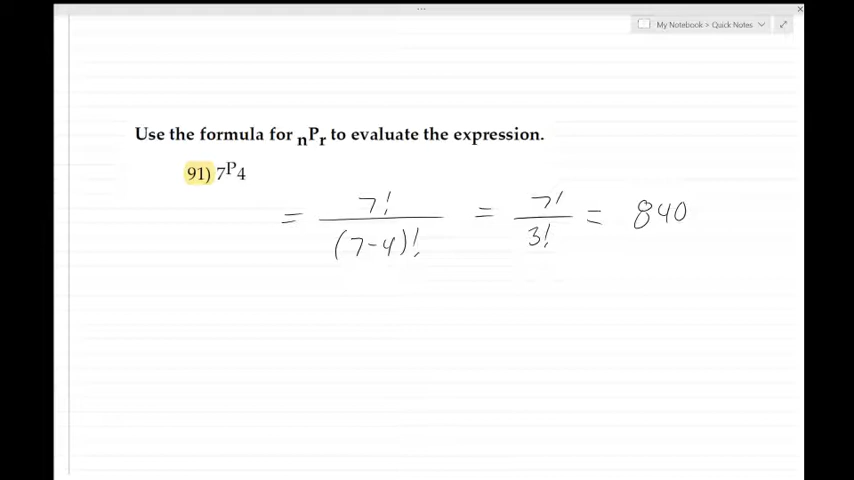 My Notebook > Quick Notes
Use the formula for nPr to evaluate the expression.
91) 7P4
= 7! / (7-4)! = 7! / 3! = 840